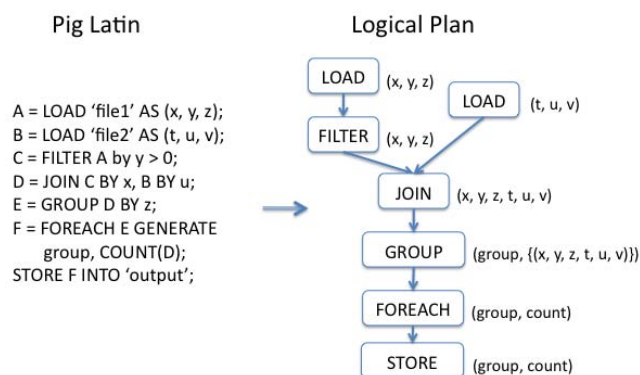 Pig Latin
Logical Plan
A = LOAD ‘file1’ AS (x, y, z);
B = LOAD ‘file2’ AS (t, u, v);
C = FILTER A by y > 0;
D = JOIN C BY x, B BY u;
E = GROUP D BY z;
F = FOREACH E GENERATE
group, COUNT(D);
STORE F INTO ‘output’;
LOAD (x, y, z)
LOAD (t, u, v)
FILTER (x, y, z)
JOIN (x, y, z, t, u, v)
GROUP (group, {(x, y, z, t, u, v)})
FOREACH (group, count)
STORE (group, count)